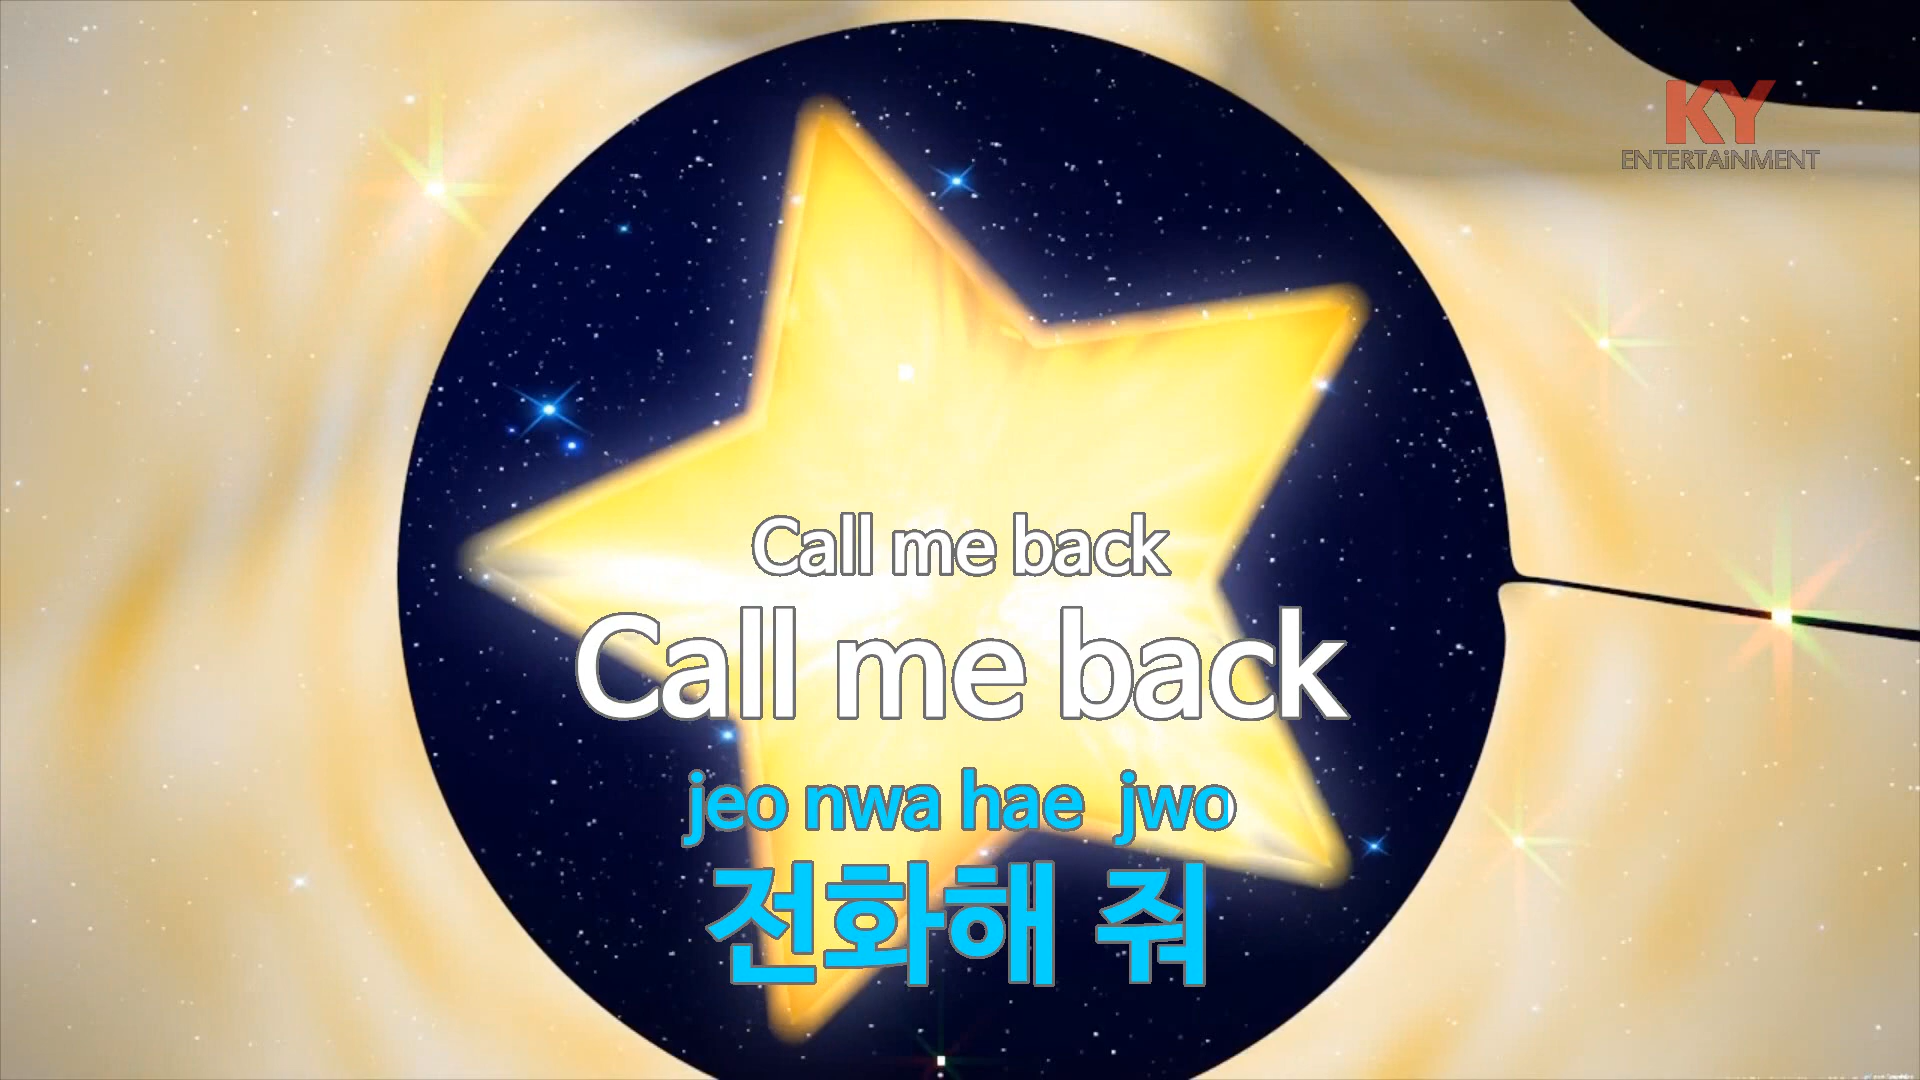 KY
ENTERTAiNMENT
Call me back
Call me back
jeo nwa hae jwo
전화해 줘